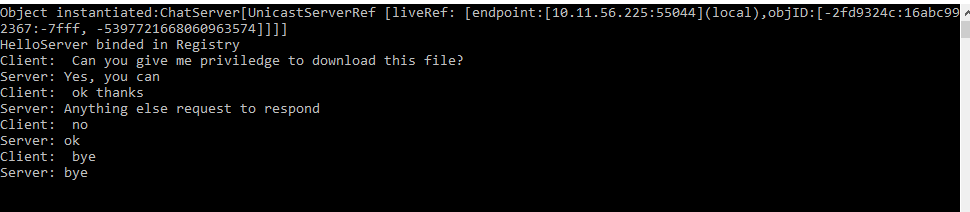 Object instantiated:ChatServer[UnicastServerRef [liveRef: [endpoint:[10.11.56.225:55044](local),objID:[-2fd9324c:16abc99
2367:-7fff, -5397721668060963574]]]]
HelloServer binded in Registry
Client:  Can you give me priviledge to download this file?
Server: Yes, you can
Client:  ok thanks
Server: Anything else request to respond
Client:  no
Server: ok
Client:  bye
Server: bye